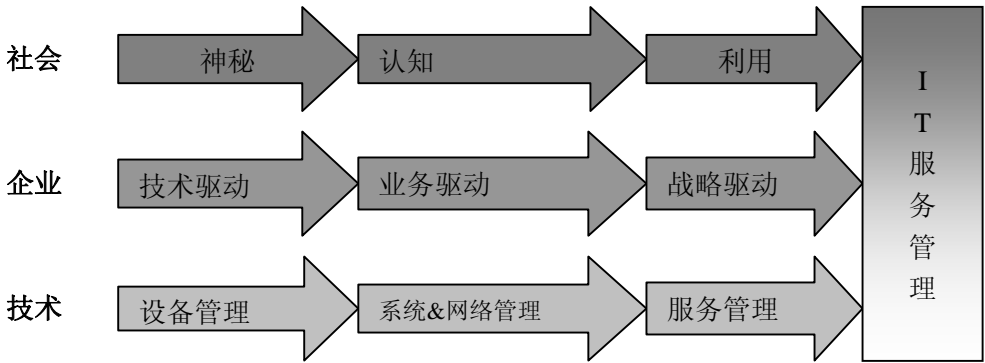 社会
神秘
认知
利用
企业
技术驱动
业务驱动
战略驱动
技术
设备管理
系统&网络管理
服务管理
I
T
服
务
管
理